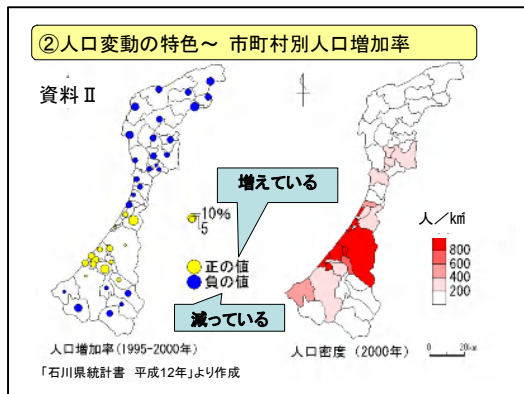 ②人口変動の特色～ 市町村別人口増加率
資料Ⅱ
増えている
10%
5
正の値
負の値
減っている
人／km²
800
600
400
200
人口増加率(1995-2000年)
人口密度（2000年）
0 20km
「石川県統計書 平成12年」より作成